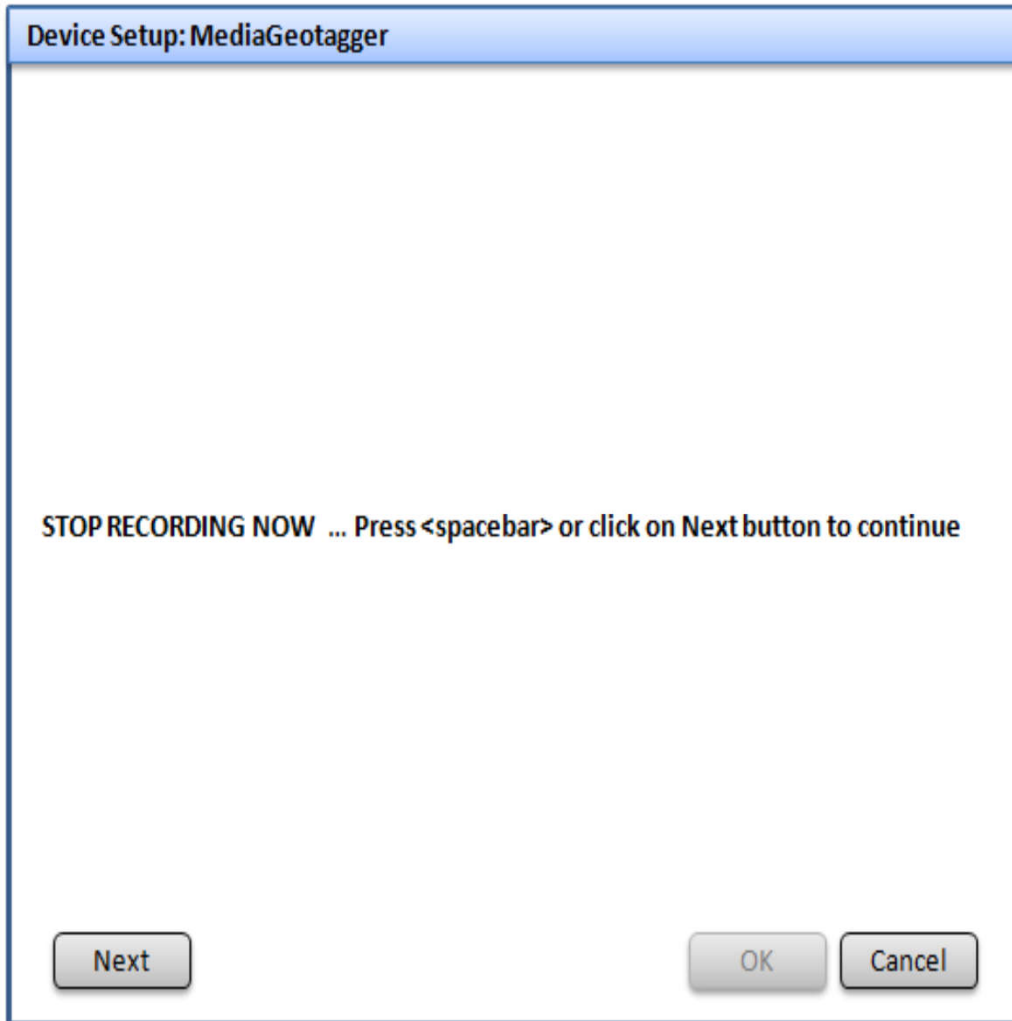 Device Setup: MediaGeotagger
STOP RECORDING NOW ... Press <spacebar> or click on Next button to continue
Next OK Cancel